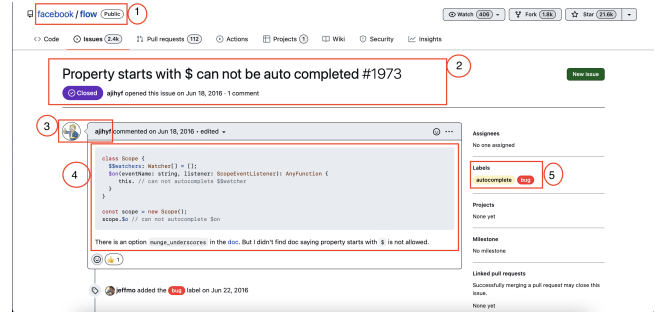 facebook / flow Public 1
Watch 406 Fork 1.8k Star 21.6k
Code Issues 2.4k Pull requests 112 Actions Projects 1 Wiki Security Insights
2
Property starts with $ can not be auto completed #1973
New issue
Closed ajihyf opened this issue on Jun 18, 2016 · 1 comment
3
ajihyf commented on Jun 18, 2016 • edited
4
class Scope {
$$watchers: Watcher[] = [];
$on(eventName: string, listener: ScopeEventListener): AnyFunction {
this. // can not autocomplete $$watcher
}
}
const scope = new Scope();
scope.$o // can not autocomplete $on
There is an option munge_underscores in the doc. But I didn't find doc saying property starts with $ is not allowed.
1
jeffmo added the bug label on Jun 22, 2016
Assignees
No one assigned
Labels
autocomplete bug 5
Projects
None yet
Milestone
No milestone
Linked pull requests
Successfully merging a pull request may close this
issue.
None yet